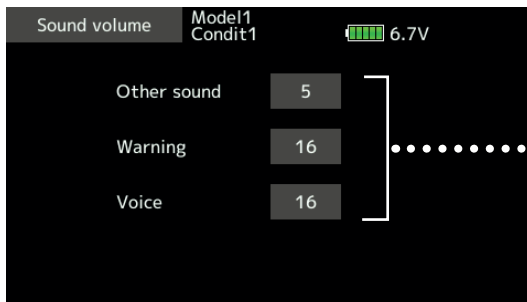 Sound volume
Model1
Condit1
6.7V
Other sound 5
Warning 16
Voice 16